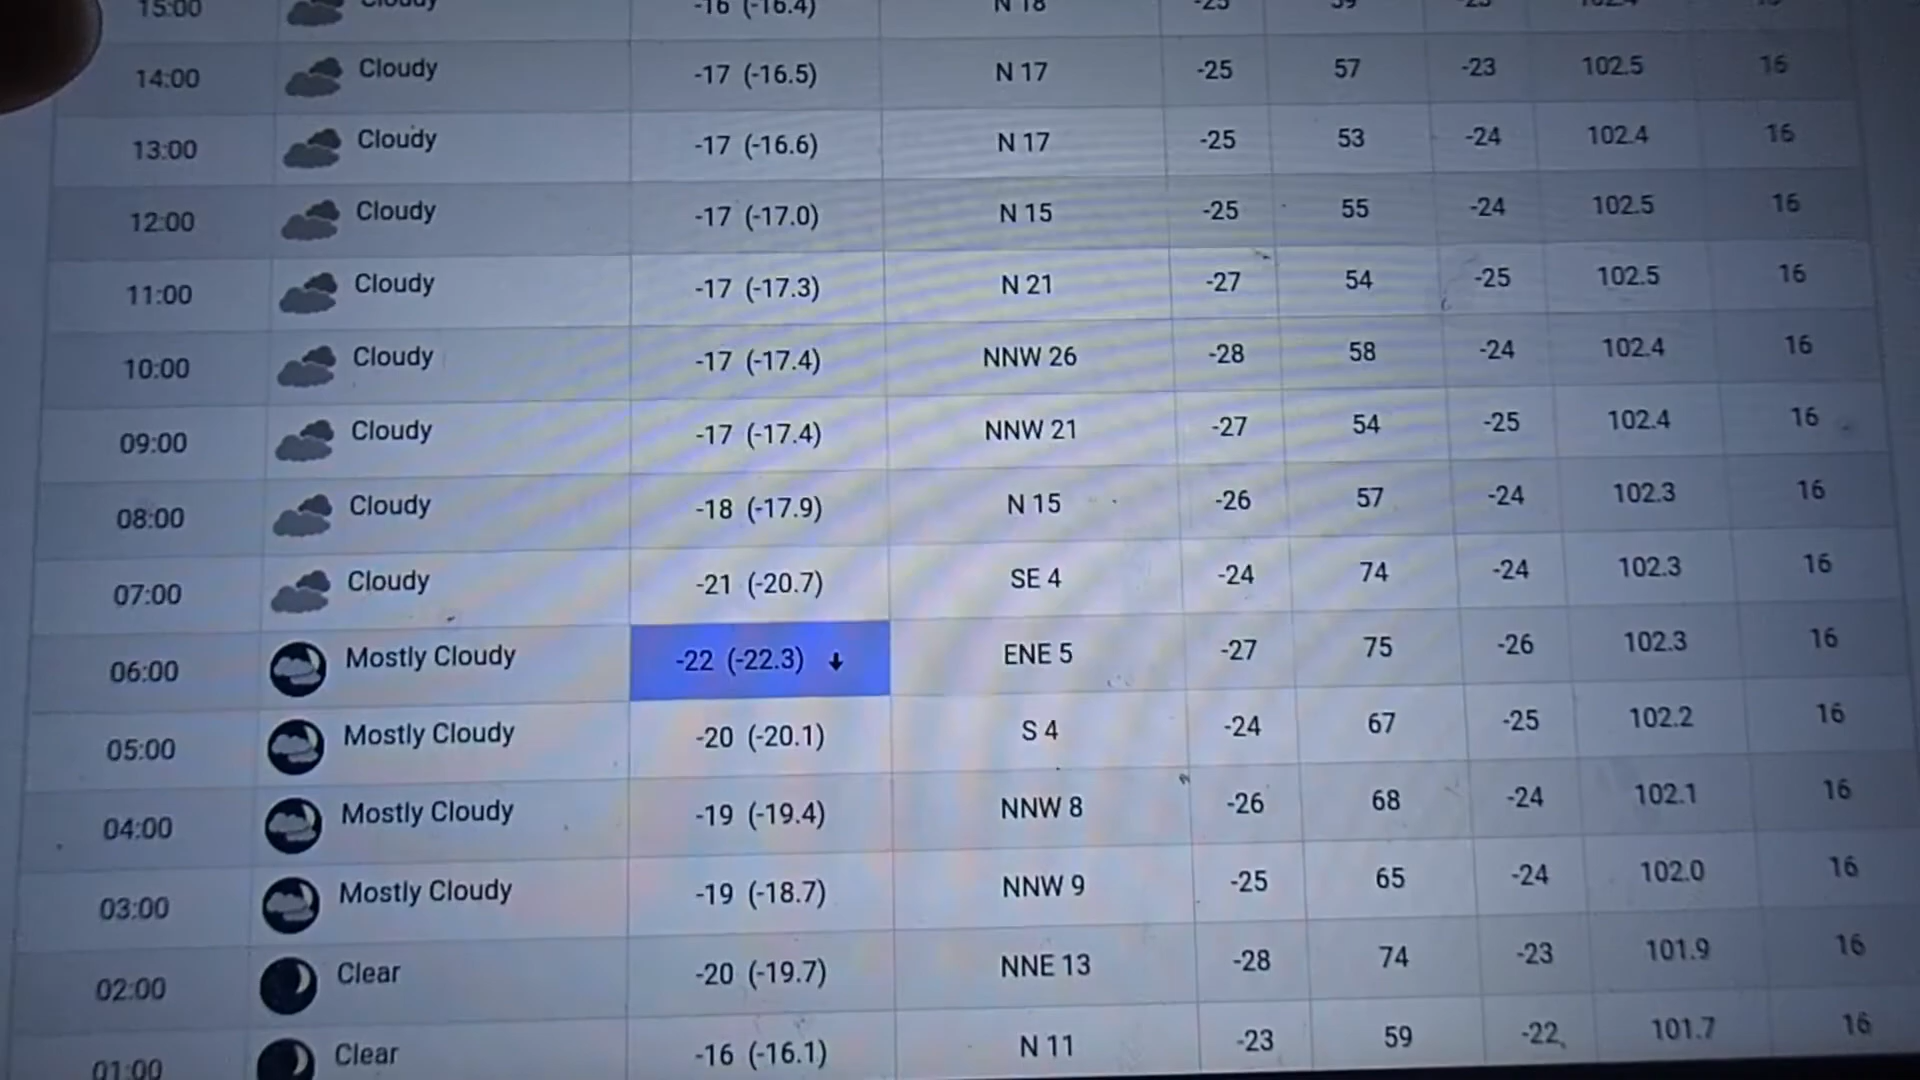 15:00 Cloudy -16 (-16.4) N 18 -25 59 -23 102.4 16
14:00 Cloudy -17 (-16.5) N 17 -25 57 -23 102.5 16
13:00 Cloudy -17 (-16.6) N 17 -25 53 -24 102.4 16
12:00 Cloudy -17 (-17.0) N 15 -25 55 -24 102.5 16
11:00 Cloudy -17 (-17.3) N 21 -27 54 -25 102.5 16
10:00 Cloudy -17 (-17.4) NNW 26 -28 58 -24 102.4 16
09:00 Cloudy -17 (-17.4) NNW 21 -27 54 -25 102.4 16
08:00 Cloudy -18 (-17.9) N 15 -26 57 -24 102.3 16
07:00 Cloudy -21 (-20.7) SE 4 -24 74 -24 102.3 16
06:00 Mostly Cloudy -22 (-22.3) ↓ ENE 5 -27 75 -26 102.3 16
05:00 Mostly Cloudy -20 (-20.1) S 4 -24 67 -25 102.2 16
04:00 Mostly Cloudy -19 (-19.4) NNW 8 -26 68 -24 102.1 16
03:00 Mostly Cloudy -19 (-18.7) NNW 9 -25 65 -24 102.0 16
02:00 Clear -20 (-19.7) NNE 13 -28 74 -23 101.9 16
01:00 Clear -16 (-16.1) N 11 -23 59 -22 101.7 16